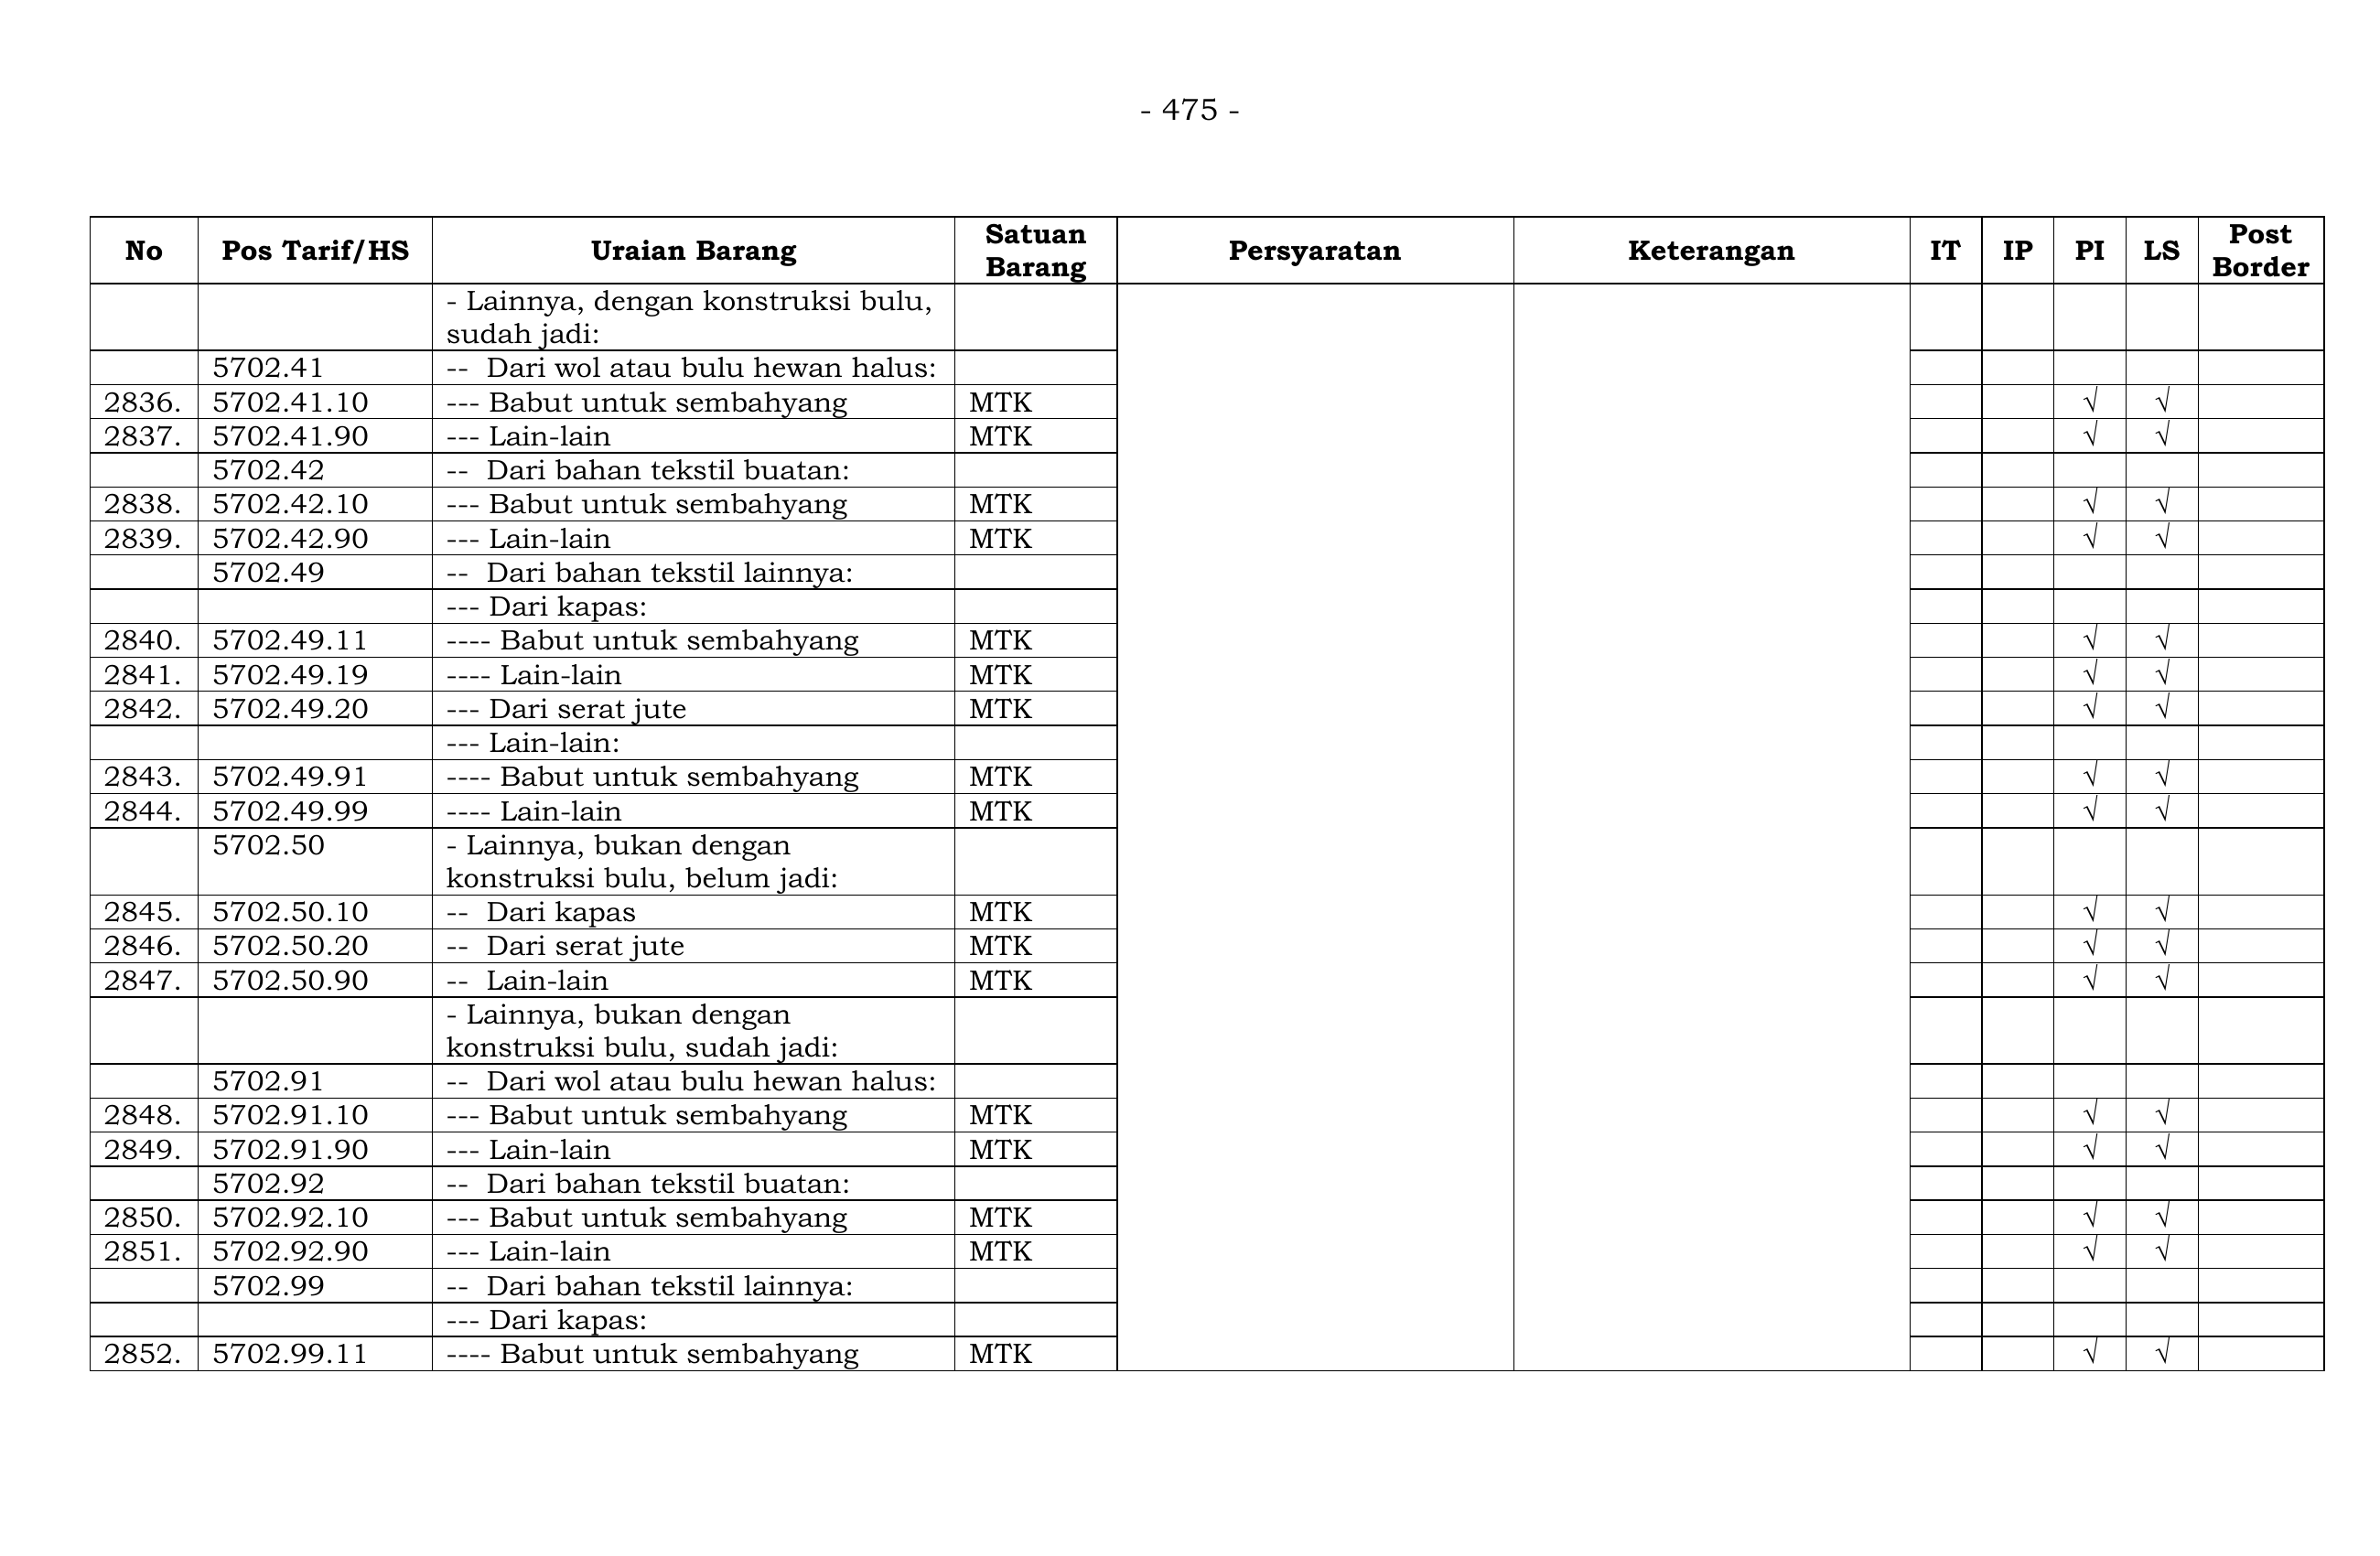 - 475 -
No Pos Tarif/HS Uraian Barang Satuan Barang Persyaratan Keterangan IT IP PI LS Post Border
- Lainnya, dengan konstruksi bulu,
sudah jadi:
5702.41 -- Dari wol atau bulu hewan halus:
2836. 5702.41.10 --- Babut untuk sembahyang MTK √ √
2837. 5702.41.90 --- Lain-lain MTK √ √
5702.42 -- Dari bahan tekstil buatan:
2838. 5702.42.10 --- Babut untuk sembahyang MTK √ √
2839. 5702.42.90 --- Lain-lain MTK √ √
5702.49 -- Dari bahan tekstil lainnya:
--- Dari kapas:
2840. 5702.49.11 ---- Babut untuk sembahyang MTK √ √
2841. 5702.49.19 ---- Lain-lain MTK √ √
2842. 5702.49.20 --- Dari serat jute MTK √ √
--- Lain-lain:
2843. 5702.49.91 ---- Babut untuk sembahyang MTK √ √
2844. 5702.49.99 ---- Lain-lain MTK √ √
5702.50 - Lainnya, bukan dengan
konstruksi bulu, belum jadi:
2845. 5702.50.10 -- Dari kapas MTK √ √
2846. 5702.50.20 -- Dari serat jute MTK √ √
2847. 5702.50.90 -- Lain-lain MTK √ √
- Lainnya, bukan dengan
konstruksi bulu, sudah jadi:
5702.91 -- Dari wol atau bulu hewan halus:
2848. 5702.91.10 --- Babut untuk sembahyang MTK √ √
2849. 5702.91.90 --- Lain-lain MTK √ √
5702.92 -- Dari bahan tekstil buatan:
2850. 5702.92.10 --- Babut untuk sembahyang MTK √ √
2851. 5702.92.90 --- Lain-lain MTK √ √
5702.99 -- Dari bahan tekstil lainnya:
--- Dari kapas:
2852. 5702.99.11 ---- Babut untuk sembahyang MTK √ √